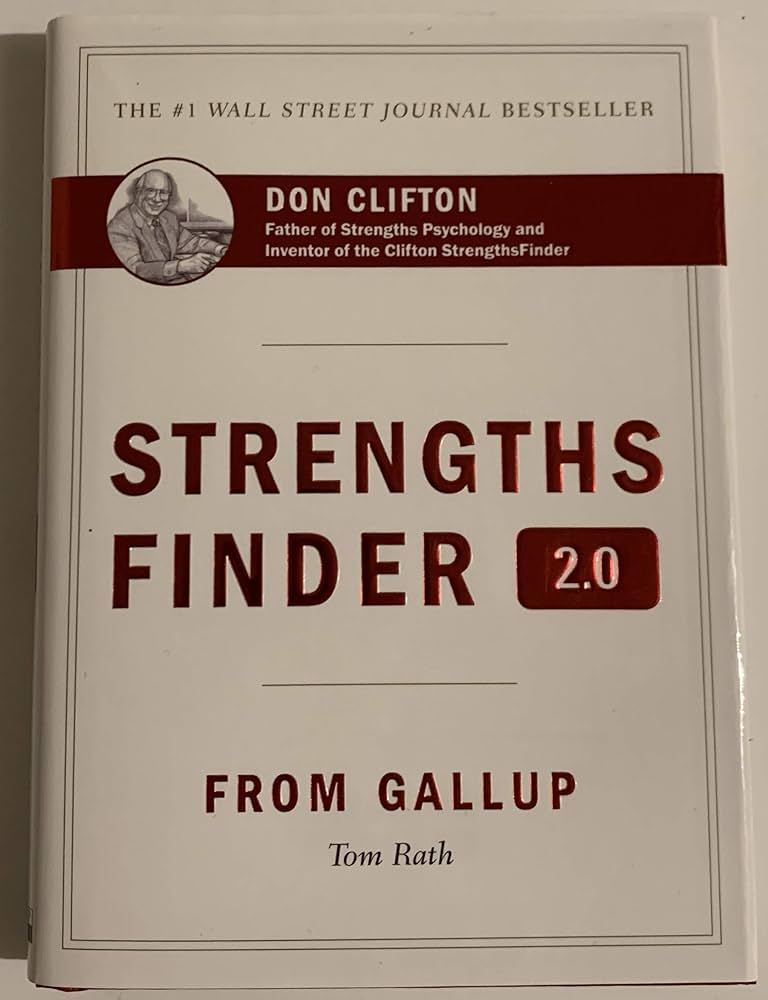 THE #1 WALL STREET JOURNAL BESTSELLER
DON CLIFTON
Father of Strengths Psychology and
Inventor of the Clifton StrengthsFinder
STRENGTHS
FINDER 2.0
FROM GALLUP
Tom Rath